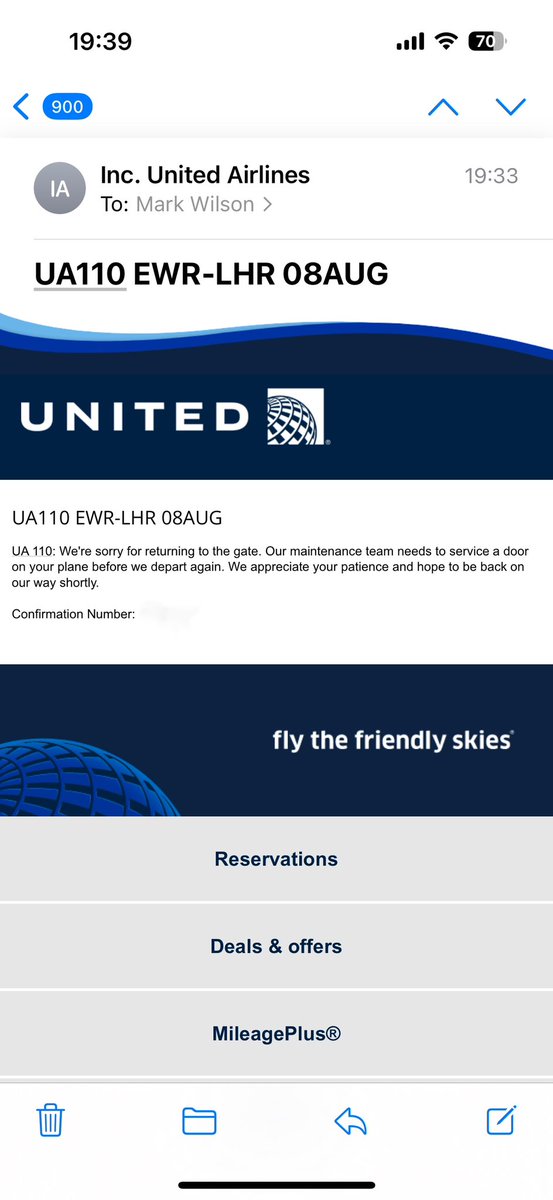 19:39
70
900
IA
Inc. United Airlines
19:33
To: Mark Wilson
UA110 EWR-LHR 08AUG
UNITED
UA110 EWR-LHR 08AUG
UA 110: We're sorry for returning to the gate. Our maintenance team needs to service a door
on your plane before we depart again. We appreciate your patience and hope to be back on
our way shortly.
Confirmation Number:
fly the friendly skies
Reservations
Deals & offers
MileagePlus®